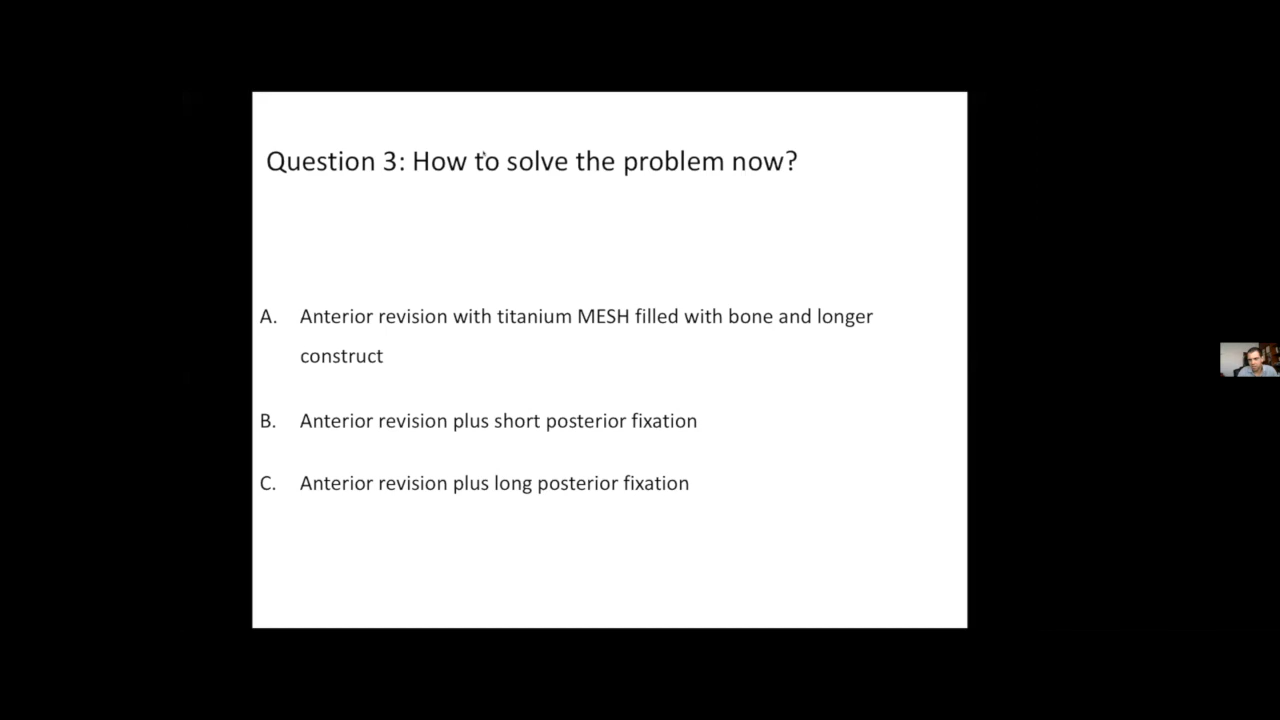 Question 3: How to solve the problem now?
A. Anterior revision with titanium MESH filled with bone and longer
construct
B. Anterior revision plus short posterior fixation
C. Anterior revision plus long posterior fixation